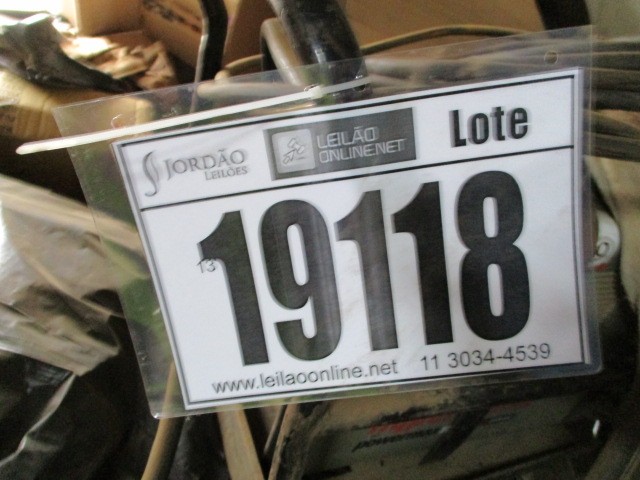 JORDÃO
LEILÕES
LEILÃO
ONLINE.NET
Lote
13
19118
www.leilaoonline.net 11 3034-4539